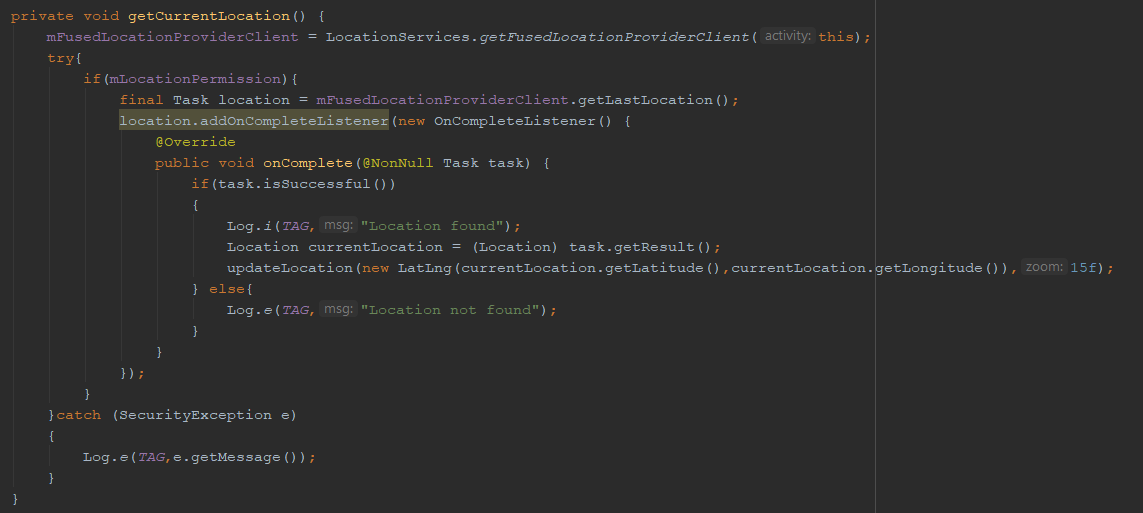 private void getCurrentLocation() {
    mFusedLocationProviderClient = LocationServices.getFusedLocationProviderClient( activity: this);
    try{
        if(mLocationPermission){
            final Task location = mFusedLocationProviderClient.getLastLocation();
            location.addOnCompleteListener(new OnCompleteListener() {
                @Override
                public void onComplete(@NonNull Task task) {
                    if(task.isSuccessful())
                    {
                        Log.i(TAG, msg: "Location found");
                        Location currentLocation = (Location) task.getResult();
                        updateLocation(new LatLng(currentLocation.getLatitude(),currentLocation.getLongitude()), zoom: 15f);
                    } else{
                        Log.e(TAG, msg: "Location not found");
                    }
                }
            });
        }
    }catch (SecurityException e)
    {
        Log.e(TAG,e.getMessage());
    }
}